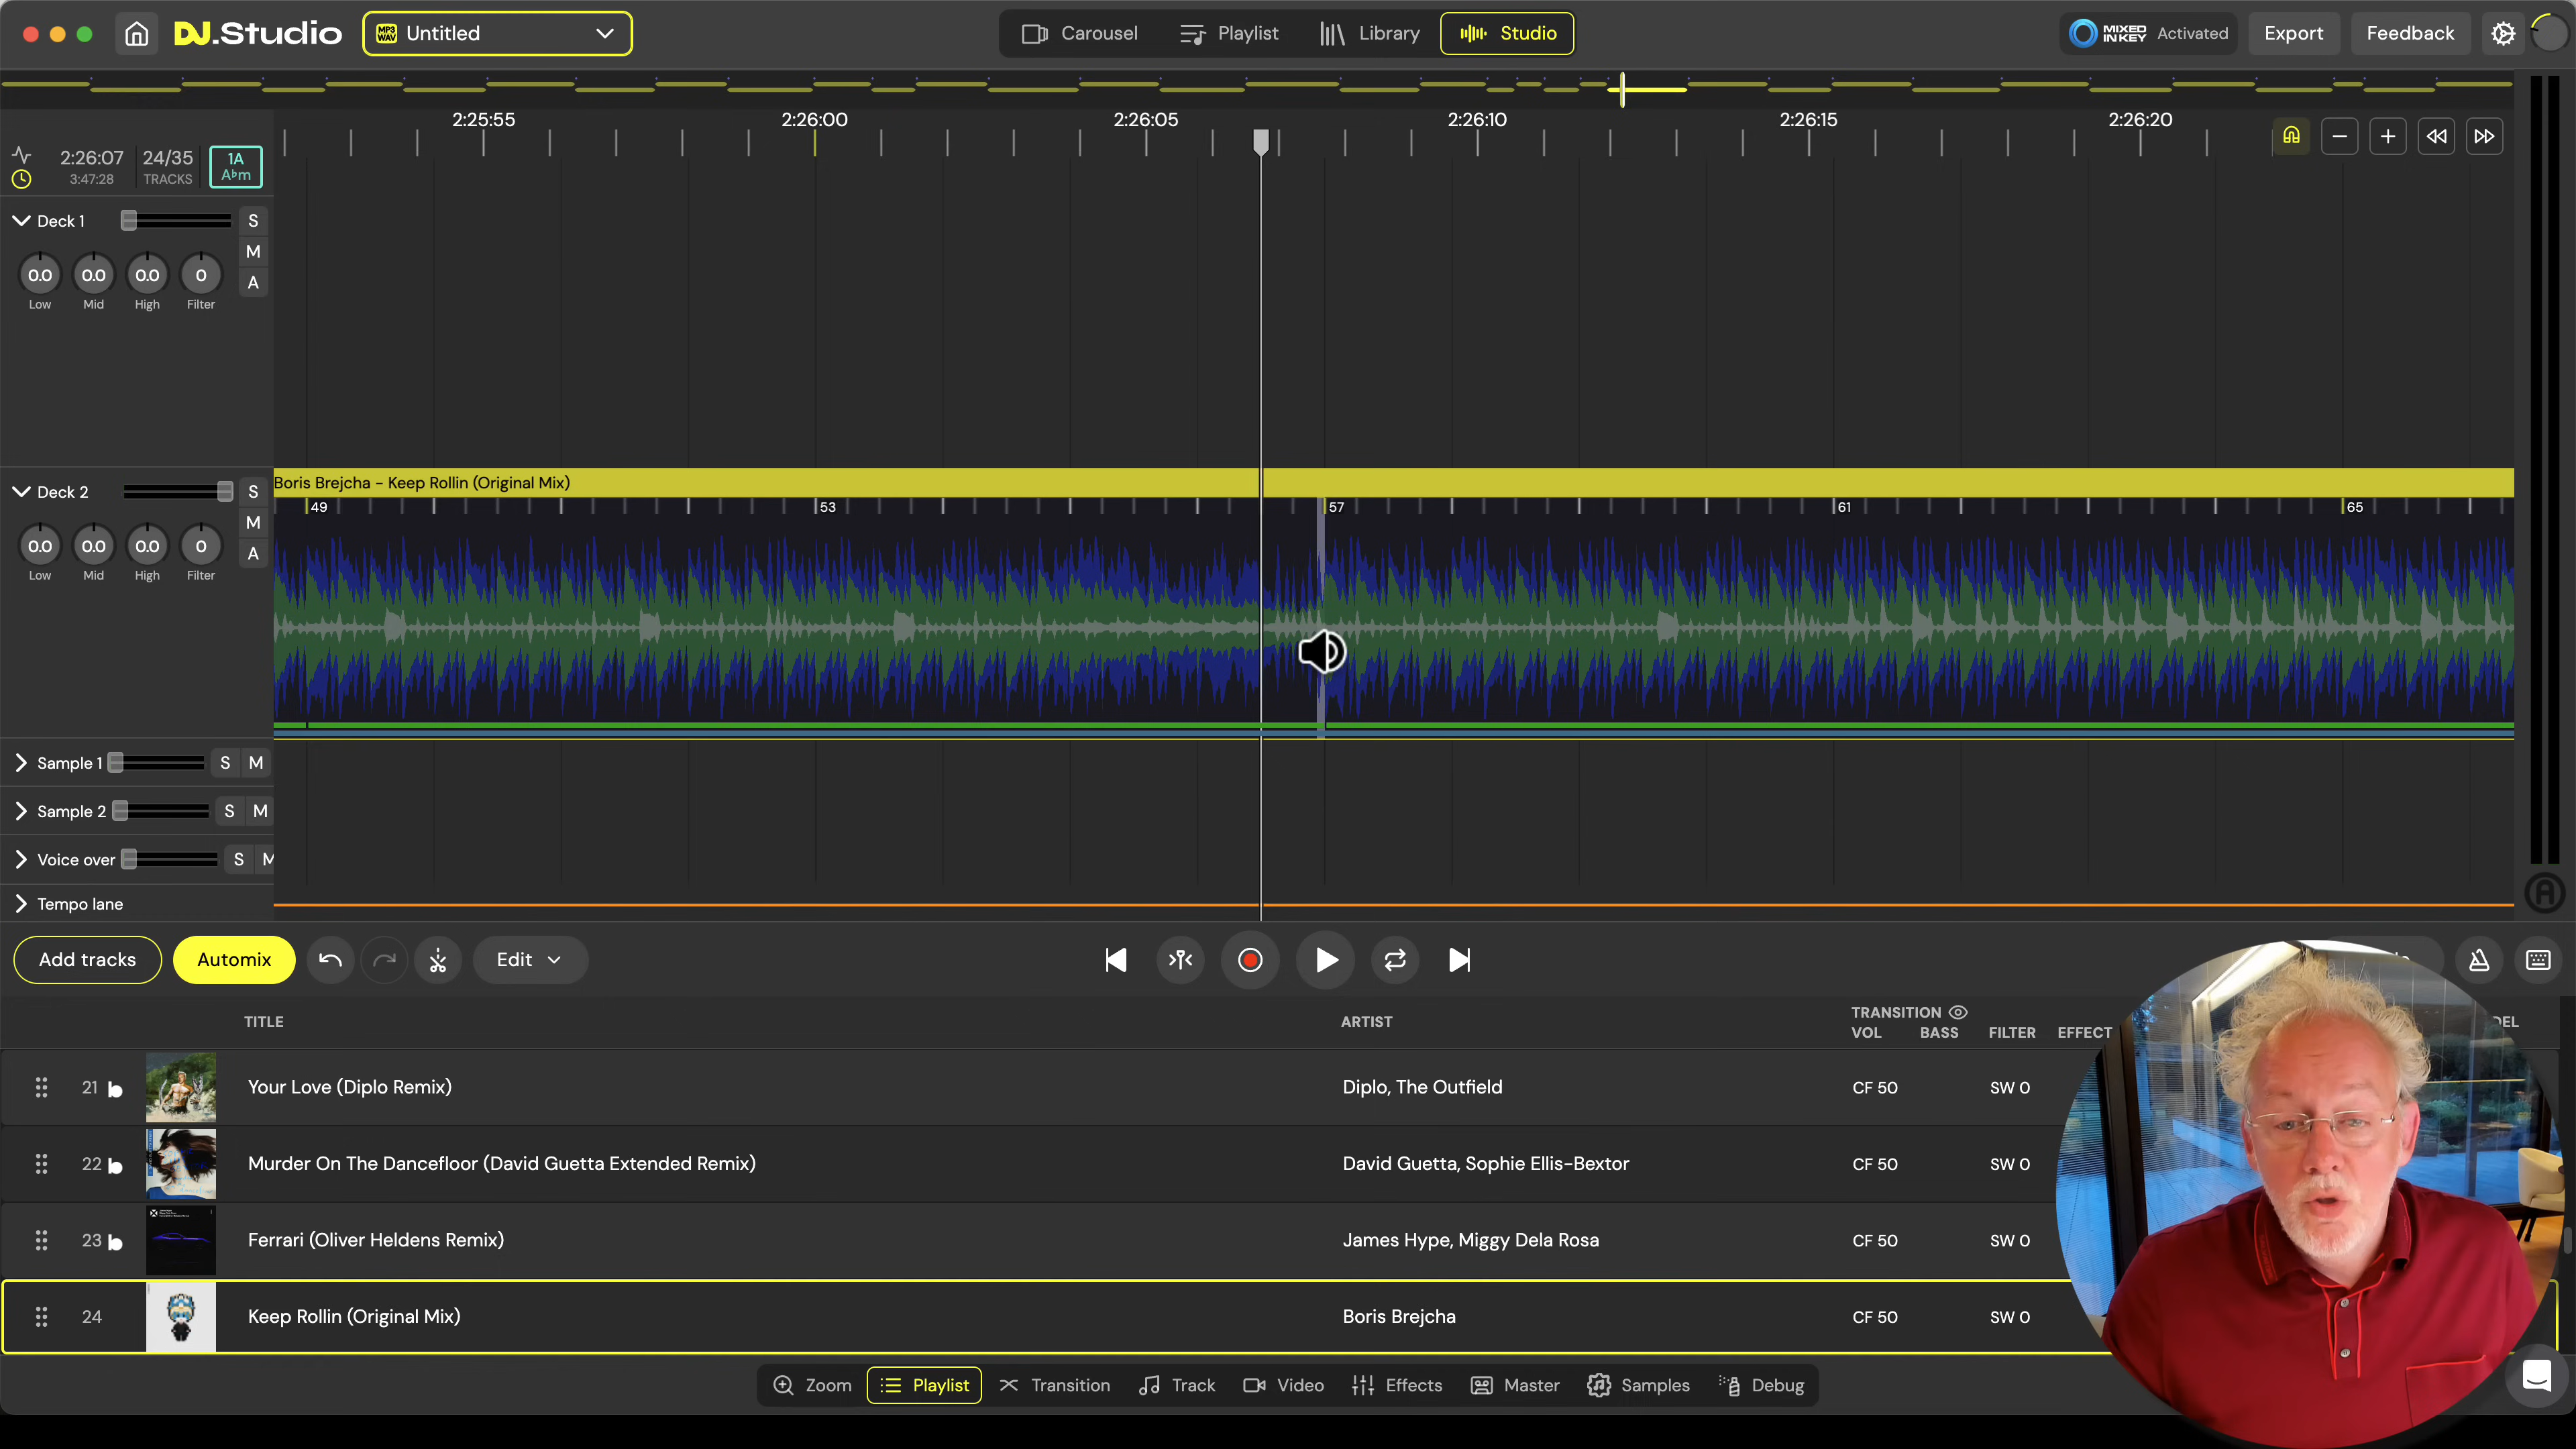 DJ.Studio
MP3 WAV
Untitled
Carousel
Playlist
Library
Studio
MIXED IN KEY
Activated
Export
Feedback
2:25:55
2:26:00
2:26:05
2:26:10
2:26:15
2:26:20
2:26:07
3:47:28
24/35
TRACKS
1A
A♭m
Deck 1
S
M
A
0.0
0.0
0.0
0
Low
Mid
High
Filter
Deck 2
S
M
A
0.0
0.0
0.0
0
Low
Mid
High
Filter
Boris Brejcha - Keep Rollin (Original Mix)
49
53
57
61
65
Sample 1
S
M
Sample 2
S
M
Voice over
S
M
Tempo lane
Add tracks
Automix
Edit
TITLE
ARTIST
TRANSITION
VOL
BASS
FILTER
EFFECT
21
Your Love (Diplo Remix)
Diplo, The Outfield
CF 50
SW 0
22
Murder On The Dancefloor (David Guetta Extended Remix)
David Guetta, Sophie Ellis-Bextor
CF 50
SW 0
23
Ferrari (Oliver Heldens Remix)
James Hype, Miggy Dela Rosa
CF 50
SW 0
24
Keep Rollin (Original Mix)
Boris Brejcha
CF 50
SW 0
Zoom
Playlist
Transition
Track
Video
Effects
Master
Samples
Debug